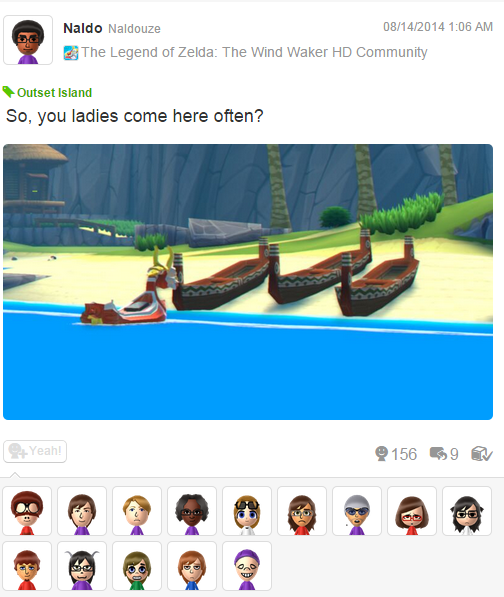 Naldo Naldouze 08/14/2014 1:06 AM
The Legend of Zelda: The Wind Waker HD Community
Outset Island
So, you ladies come here often?
Yeah! 156 9